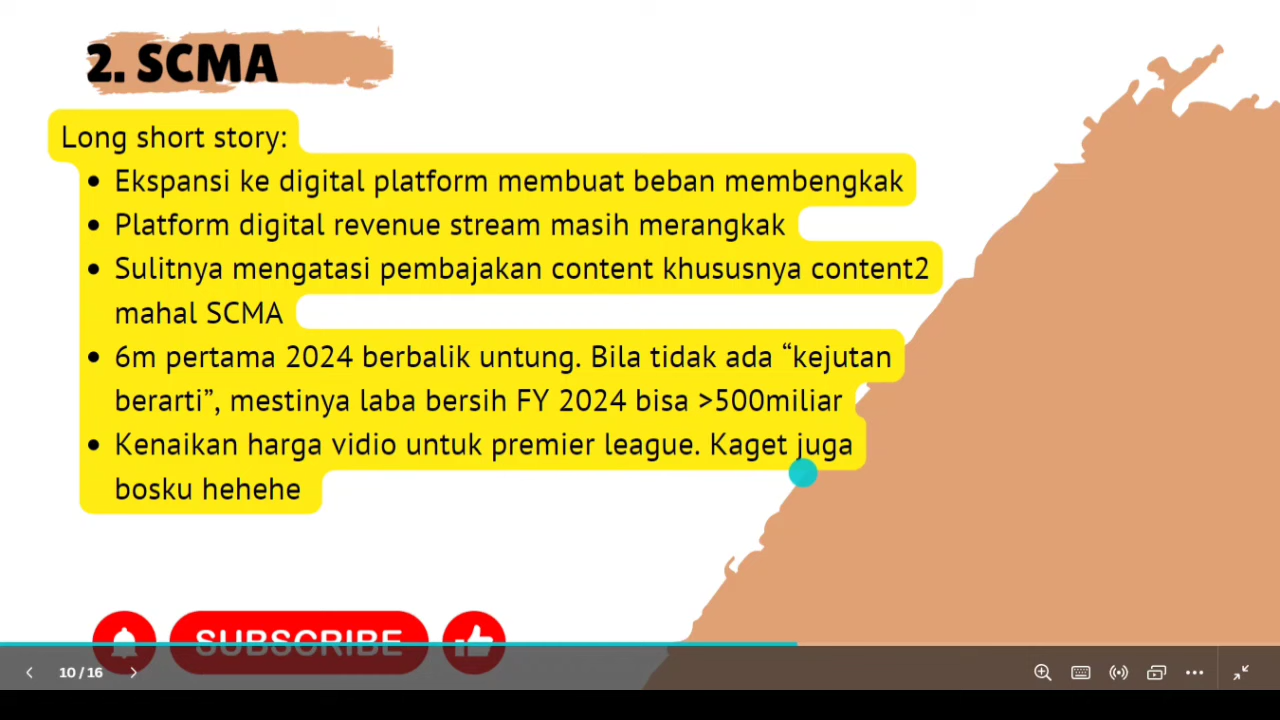 2. SCMA
Long short story:
• Ekspansi ke digital platform membuat beban membengkak
• Platform digital revenue stream masih merangkak
• Sulitnya mengatasi pembajakan content khususnya content2
mahal SCMA
• 6m pertama 2024 berbalik untung. Bila tidak ada “kejutan
berarti”, mestinya laba bersih FY 2024 bisa >500miliar
• Kenaikan harga vidio untuk premier league. Kaget juga
bosku hehehe
SUBSCRIBE
10 / 16